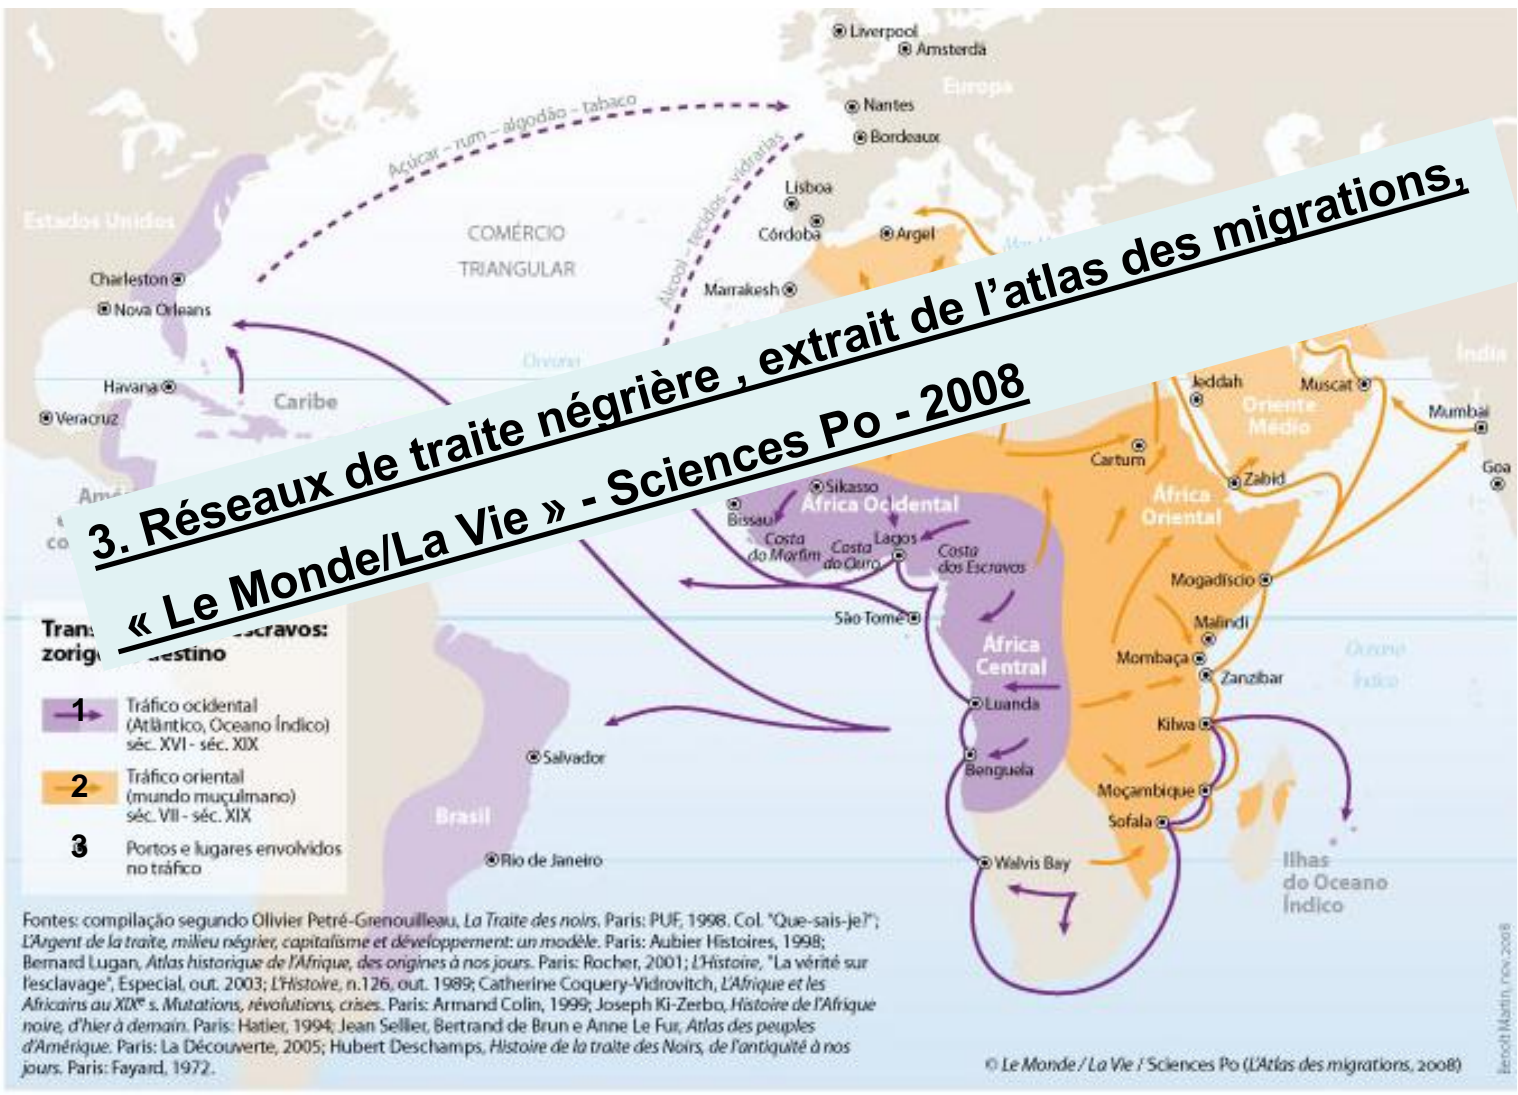 Liverpool
Amsterdã
Europa
Nantes
Bordeaux
Açúcar – rum – algodão – tabaco
Álcool – tecidos – vidrarias
Lisboa
Córdoba
Argel
Estados Unidos
COMÉRCIO
TRIANGULAR
Charleston
Marrakesh
Nova Orleans
Oceano
Índia
Havana
Caribe
Veracruz
Jeddah
Muscat
Oriente
Médio
Mumbai
Goa
Cartum
Zabid
3. Réseaux de traite négrière , extrait de l’atlas des migrations,
« Le Monde/La Vie » - Sciences Po - 2008
Sikasso
África Ocidental
África
Oriental
Bissau
Costa
do Marfim
Costa
do Ouro
Lagos
Costa
dos Escravos
Mogadíscio
São Tomé
Malindi
África
Central
Mombaça
Zanzibar
Oceano
Índico
Luanda
Kilwa
Benguela
Moçambique
Sofala
Salvador
Brasil
Rio de Janeiro
Walvis Bay
Ilhas
do Oceano
Índico
1
Tráfico ocidental
(Atlântico, Oceano Índico)
séc. XVI - séc. XIX
2
Tráfico oriental
(mundo muçulmano)
séc. VII - séc. XIX
3
Portos e lugares envolvidos
no tráfico
Fontes: compilação segundo Olivier Petré-Grenouilleau, La Traite des noirs. Paris: PUF, 1998. Col. "Que-sais-je?";
L'Argent de la traite, milieu négrier, capitalisme et développement: un modèle. Paris: Aubier Histoires, 1998;
Bernard Lugan, Atlas historique de l'Afrique, des origines à nos jours. Paris: Rocher, 2001; L'Histoire, "La vérité sur
l'esclavage", Especial, out. 2003; L'Histoire, n.126, out. 1989; Catherine Coquery-Vidrovitch, L'Afrique et les
Africains au XIXe s. Mutations, révolutions, crises. Paris: Armand Colin, 1999; Joseph Ki-Zerbo, Histoire de l'Afrique
noire, d'hier à demain. Paris: Hatier, 1994; Jean Sellier, Bertrand de Brun e Anne Le Fur, Atlas des peuples
d'Amérique. Paris: La Découverte, 2005; Hubert Deschamps, Histoire de la traite des Noirs, de l'antiquité à nos
jours. Paris: Fayard, 1972.
© Le Monde / La Vie / Sciences Po (L'Atlas des migrations, 2008)
Benoît Martin, nov. 2008